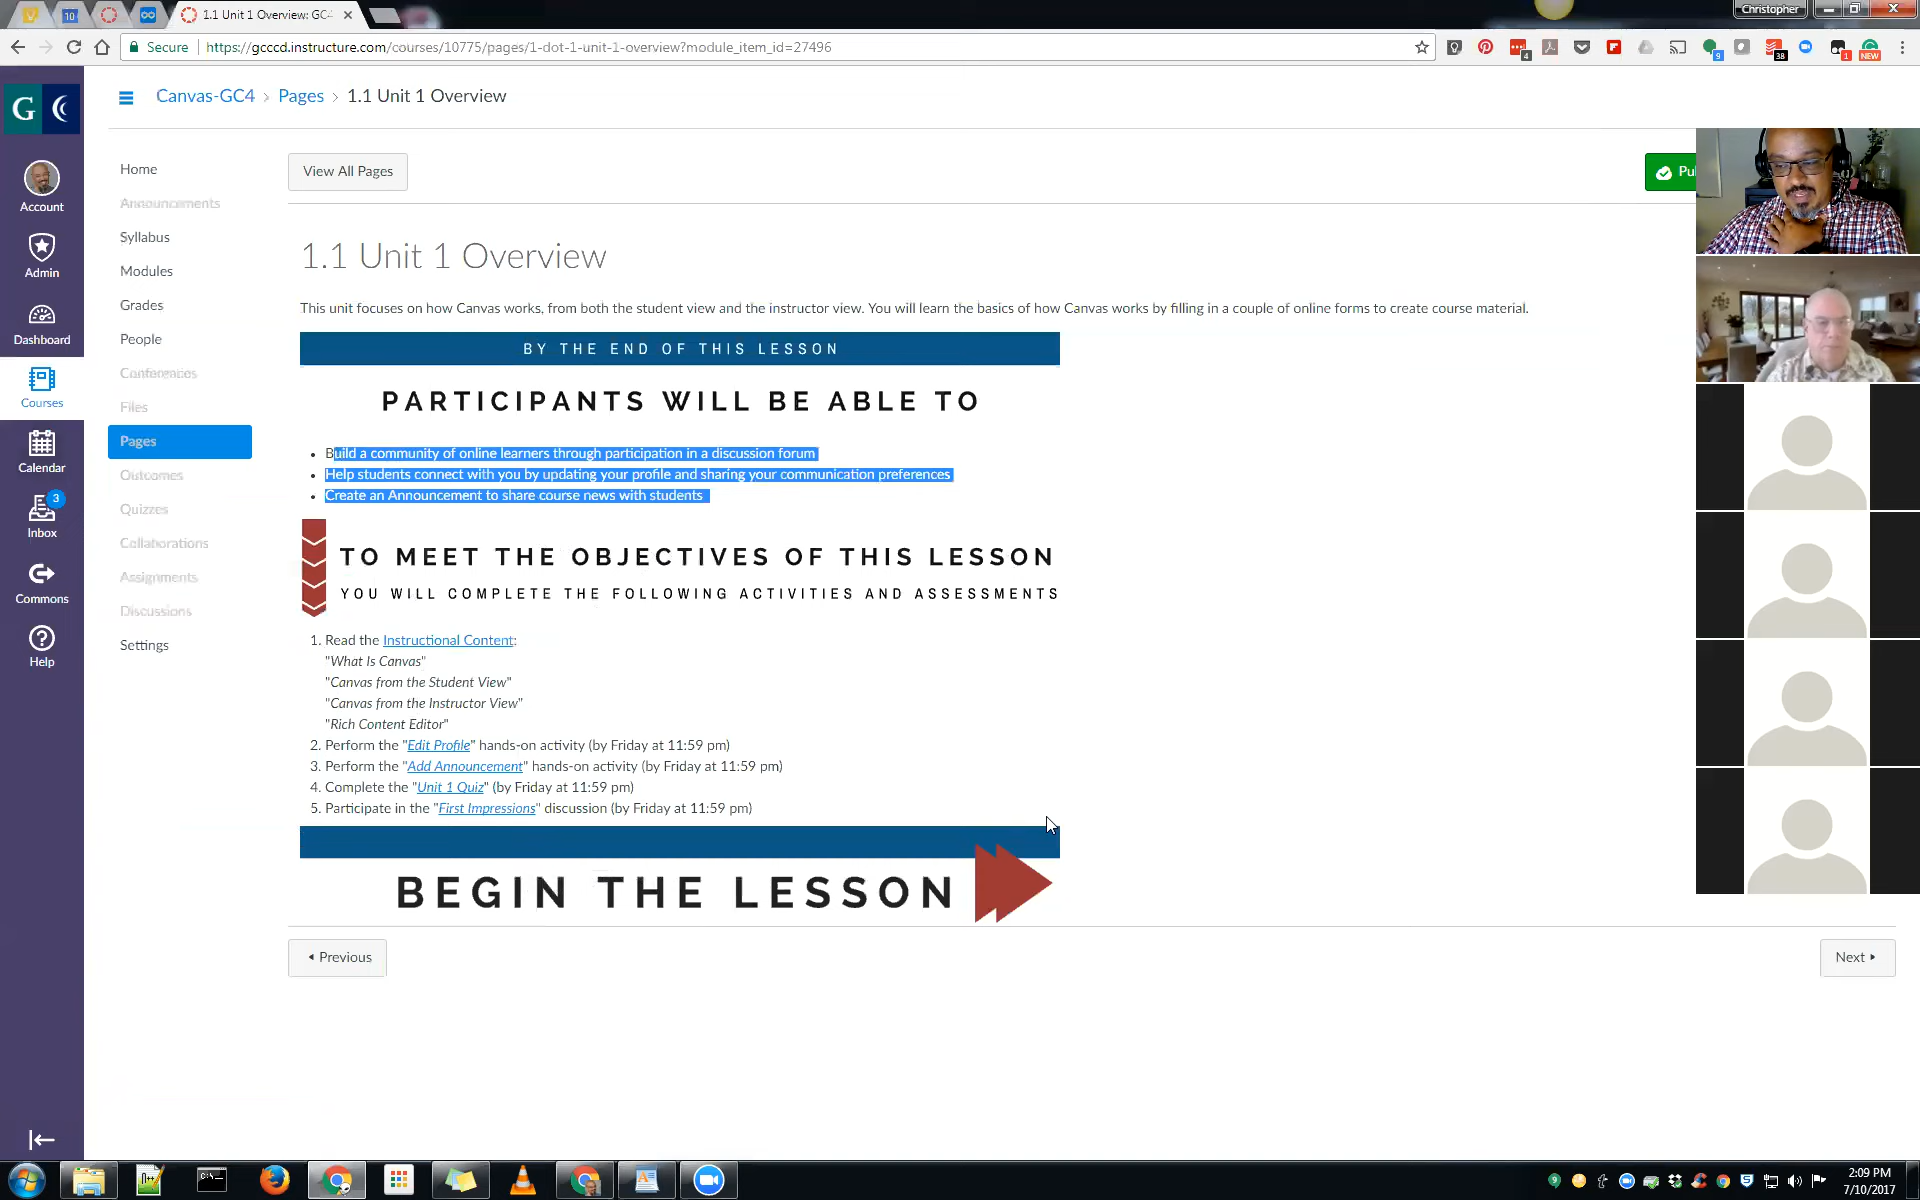 10
1.1 Unit 1 Overview: GC
Christopher
Secure
https://gcccd.instructure.com/courses/10775/pages/1-dot-1-unit-1-overview?module_item_id=27496
4
9
38
1
NEW
G
Canvas-GC4 › Pages › 1.1 Unit 1 Overview
Account
Admin
Dashboard
Courses
Calendar
3
Inbox
Commons
Help
Home
Announcements
Syllabus
Modules
Grades
People
Conferences
Files
Pages
Outcomes
Quizzes
Collaborations
Assignments
Discussions
Settings
View All Pages
Pu
1.1 Unit 1 Overview
This unit focuses on how Canvas works, from both the student view and the instructor view. You will learn the basics of how Canvas works by filling in a couple of online forms to create course material.
BY THE END OF THIS LESSON
PARTICIPANTS WILL BE ABLE TO
• Build a community of online learners through participation in a discussion forum
• Help students connect with you by updating your profile and sharing your communication preferences
• Create an Announcement to share course news with students
TO MEET THE OBJECTIVES OF THIS LESSON
YOU WILL COMPLETE THE FOLLOWING ACTIVITIES AND ASSESSMENTS
1. Read the Instructional Content:
"What Is Canvas"
"Canvas from the Student View"
"Canvas from the Instructor View"
"Rich Content Editor"
2. Perform the "Edit Profile" hands-on activity (by Friday at 11:59 pm)
3. Perform the "Add Announcement" hands-on activity (by Friday at 11:59 pm)
4. Complete the "Unit 1 Quiz" (by Friday at 11:59 pm)
5. Participate in the "First Impressions" discussion (by Friday at 11:59 pm)
BEGIN THE LESSON
Previous
Next
2:09 PM
7/10/2017